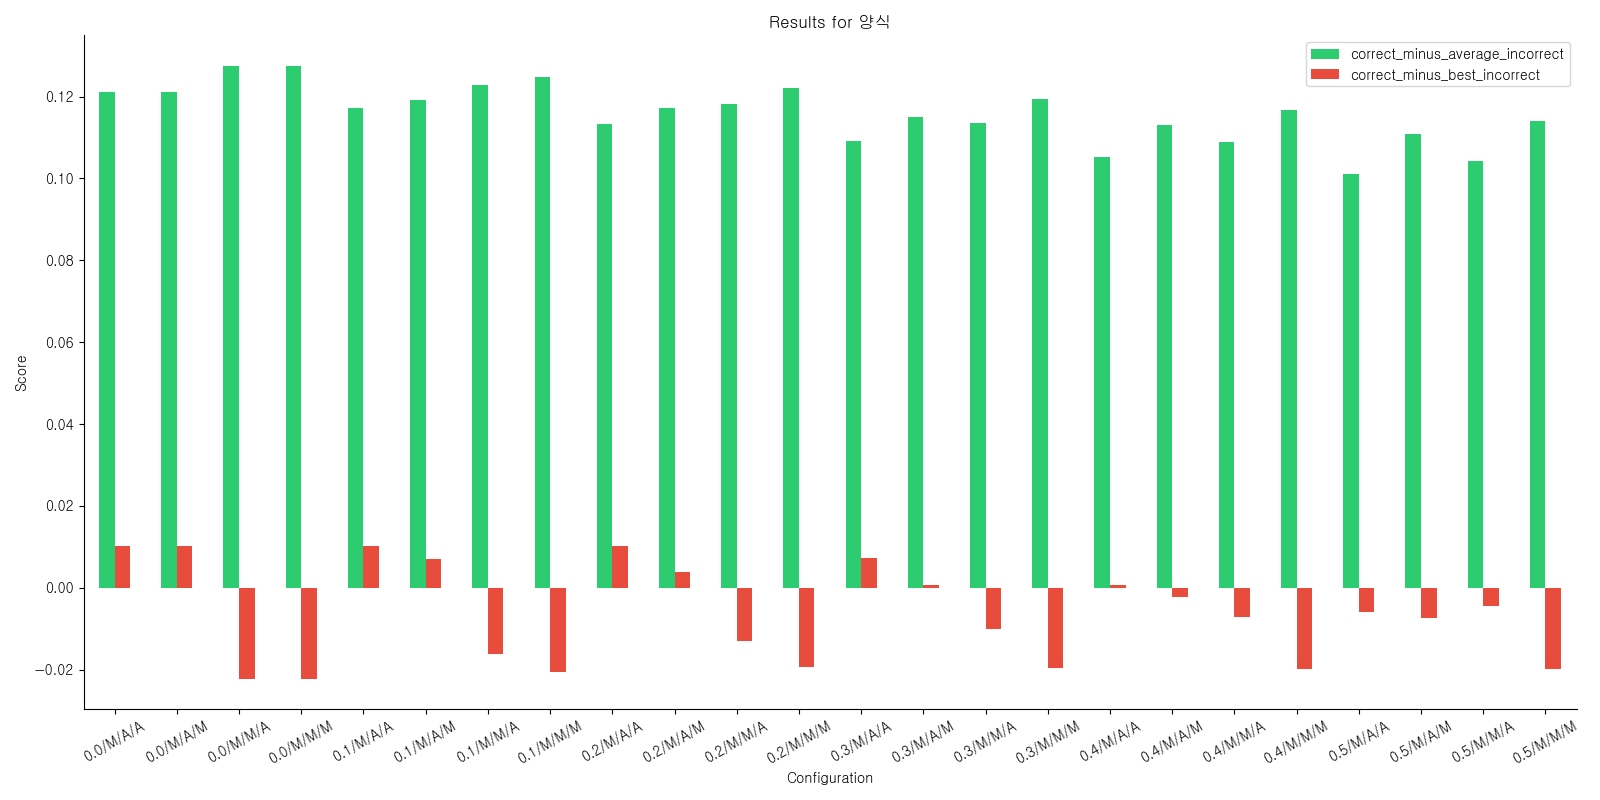 Results for 양식
correct_minus_average_incorrect
correct_minus_best_incorrect
Score
0.12
0.10
0.08
0.06
0.04
0.02
0.00
−0.02
0.0/M/A/A
0.0/M/A/M
0.0/M/M/A
0.0/M/M/M
0.1/M/A/A
0.1/M/A/M
0.1/M/M/A
0.1/M/M/M
0.2/M/A/A
0.2/M/A/M
0.2/M/M/A
0.2/M/M/M
0.3/M/A/A
0.3/M/A/M
0.3/M/M/A
0.3/M/M/M
0.4/M/A/A
0.4/M/A/M
0.4/M/M/A
0.4/M/M/M
0.5/M/A/A
0.5/M/A/M
0.5/M/M/A
0.5/M/M/M
Configuration